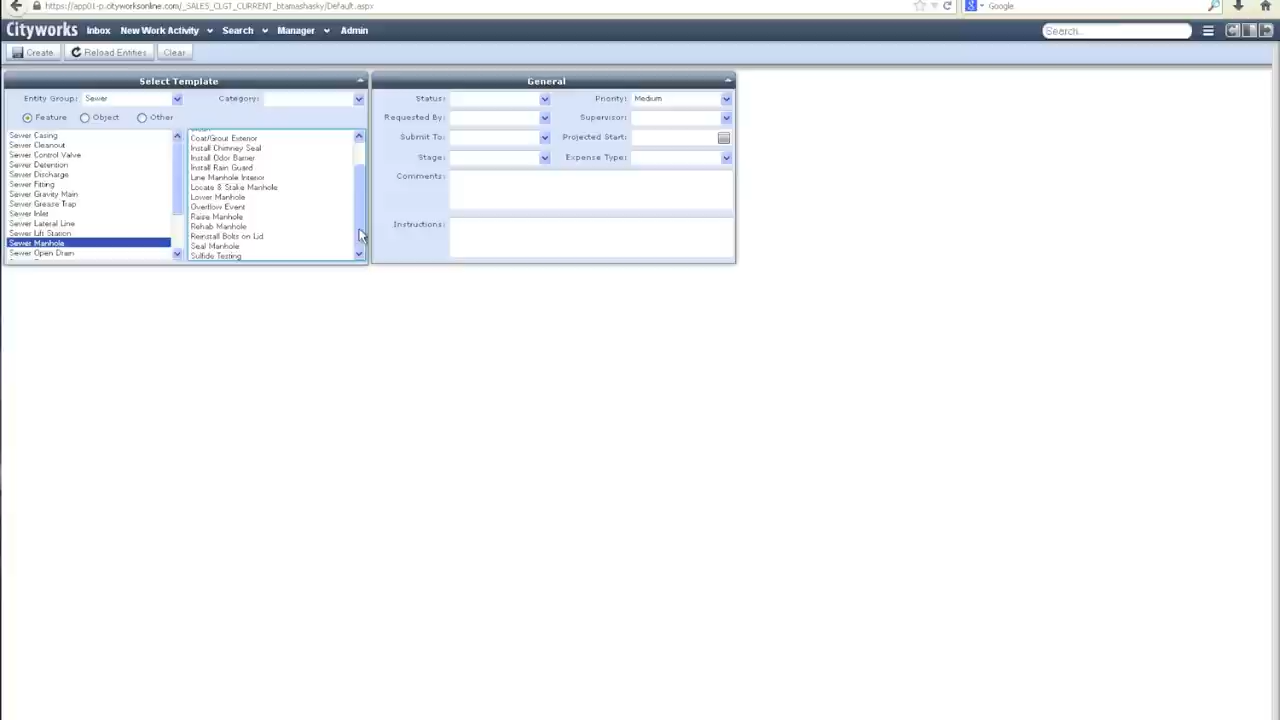 https://app01-p.cityworksonline.com/_SALES_CLGT_CURRENT_btamashasky/Default.aspx
Google
Cityworks Inbox New Work Activity Search Manager Admin Search...
Create Reload Entities Clear
Select Template
General
Entity Group: Sewer Category:
Feature Object Other
Sewer Casing
Sewer Cleanout
Sewer Control Valve
Sewer Detention
Sewer Discharge
Sewer Fitting
Sewer Gravity Main
Sewer Grease Trap
Sewer Inlet
Sewer Lateral Line
Sewer Lift Station
Sewer Manhole
Sewer Open Drain
Coat/Grout Exterior
Install Chimney Seal
Install Odor Barrier
Install Rain Guard
Line Manhole Interior
Locate & Stake Manhole
Lower Manhole
Overflow Event
Raise Manhole
Rehab Manhole
Reinstall Bolts on Lid
Seal Manhole
Sulfide Testing
Status: Priority: Medium
Requested By: Supervisor:
Submit To: Projected Start:
Stage: Expense Type:
Comments:
Instructions: